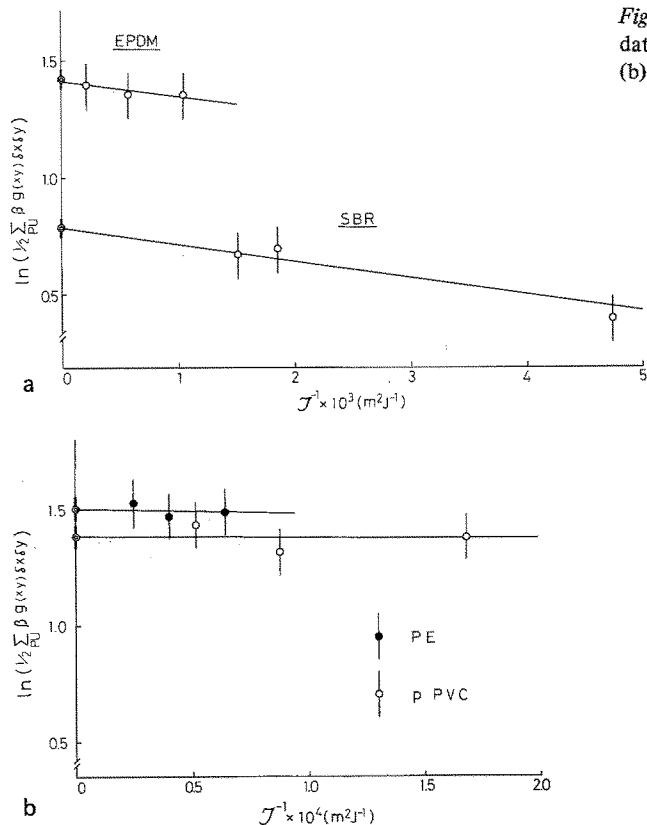 Fig
dat
(b)
EPDM
SBR
1.5
1.0
0.5
ln (½ Σ β g(xy) δx δy)
PU
0 1 2 3 4 5
a
𝒯⁻¹ × 10³ (m²J⁻¹)
1.5
1.0
0.5
ln (½ Σ β g(xy) δx δy)
PU
PE
p PVC
0 0.5 1.0 1.5 2.0
b
𝒯⁻¹ × 10⁴ (m²J⁻¹)